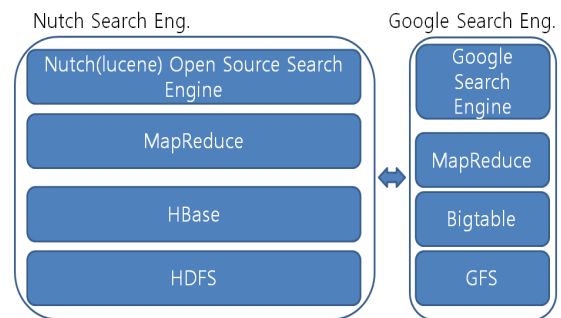 Nutch Search Eng.
Nutch(lucene) Open Source Search
Engine
MapReduce
HBase
HDFS
Google Search Eng.
Google
Search
Engine
MapReduce
Bigtable
GFS